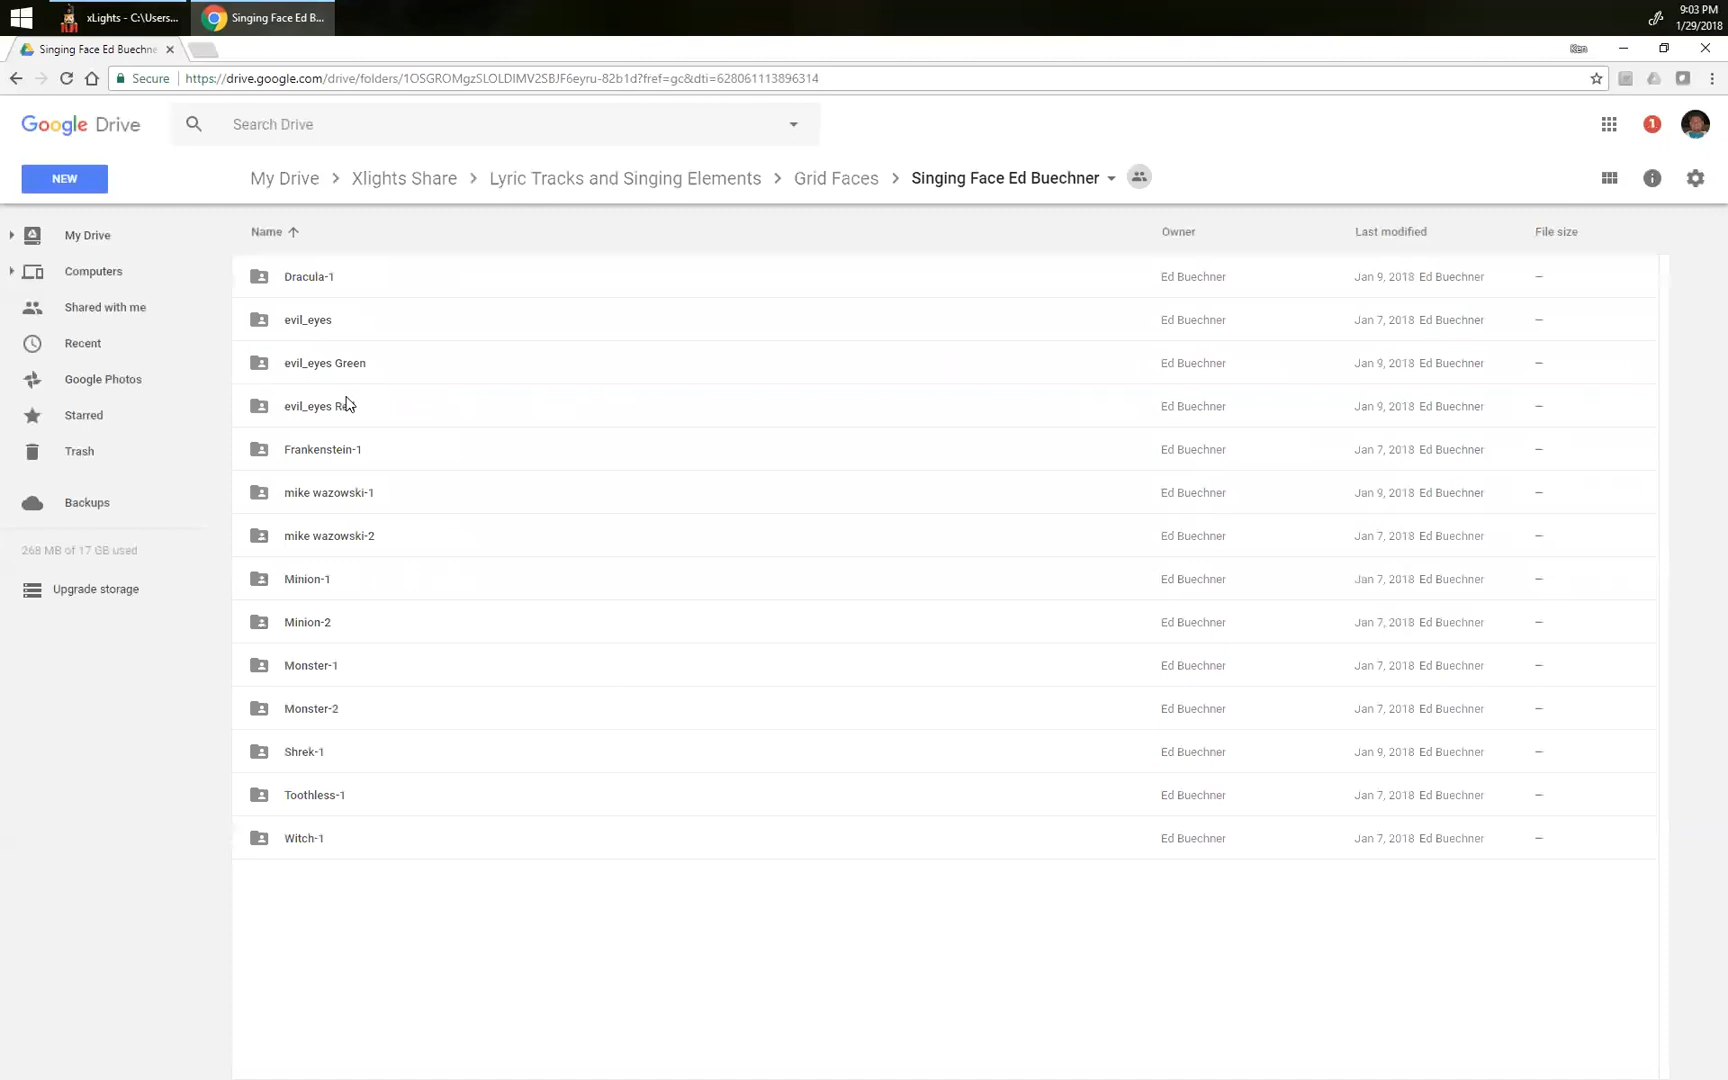 xLights - C:\Users...
Singing Face Ed B...
9:03 PM
1/29/2018
Singing Face Ed Buechne
Ken
Secure
https://drive.google.com/drive/folders/1OSGROMgzSLOLDIMV2SBJF6eyru-82b1d?fref=gc&dti=628061113896314
Google Drive
Search Drive
1
NEW
My Drive > Xlights Share > Lyric Tracks and Singing Elements > Grid Faces > Singing Face Ed Buechner
My Drive
Computers
Shared with me
Recent
Google Photos
Starred
Trash
Backups
268 MB of 17 GB used
Upgrade storage
Name Owner Last modified File size
Dracula-1 Ed Buechner Jan 9, 2018 Ed Buechner –
evil_eyes Ed Buechner Jan 7, 2018 Ed Buechner –
evil_eyes Green Ed Buechner Jan 9, 2018 Ed Buechner –
evil_eyes Ed Buechner Jan 9, 2018 Ed Buechner –
Frankenstein-1 Ed Buechner Jan 7, 2018 Ed Buechner –
mike wazowski-1 Ed Buechner Jan 9, 2018 Ed Buechner –
mike wazowski-2 Ed Buechner Jan 7, 2018 Ed Buechner –
Minion-1 Ed Buechner Jan 7, 2018 Ed Buechner –
Minion-2 Ed Buechner Jan 7, 2018 Ed Buechner –
Monster-1 Ed Buechner Jan 7, 2018 Ed Buechner –
Monster-2 Ed Buechner Jan 7, 2018 Ed Buechner –
Shrek-1 Ed Buechner Jan 9, 2018 Ed Buechner –
Toothless-1 Ed Buechner Jan 7, 2018 Ed Buechner –
Witch-1 Ed Buechner Jan 7, 2018 Ed Buechner –